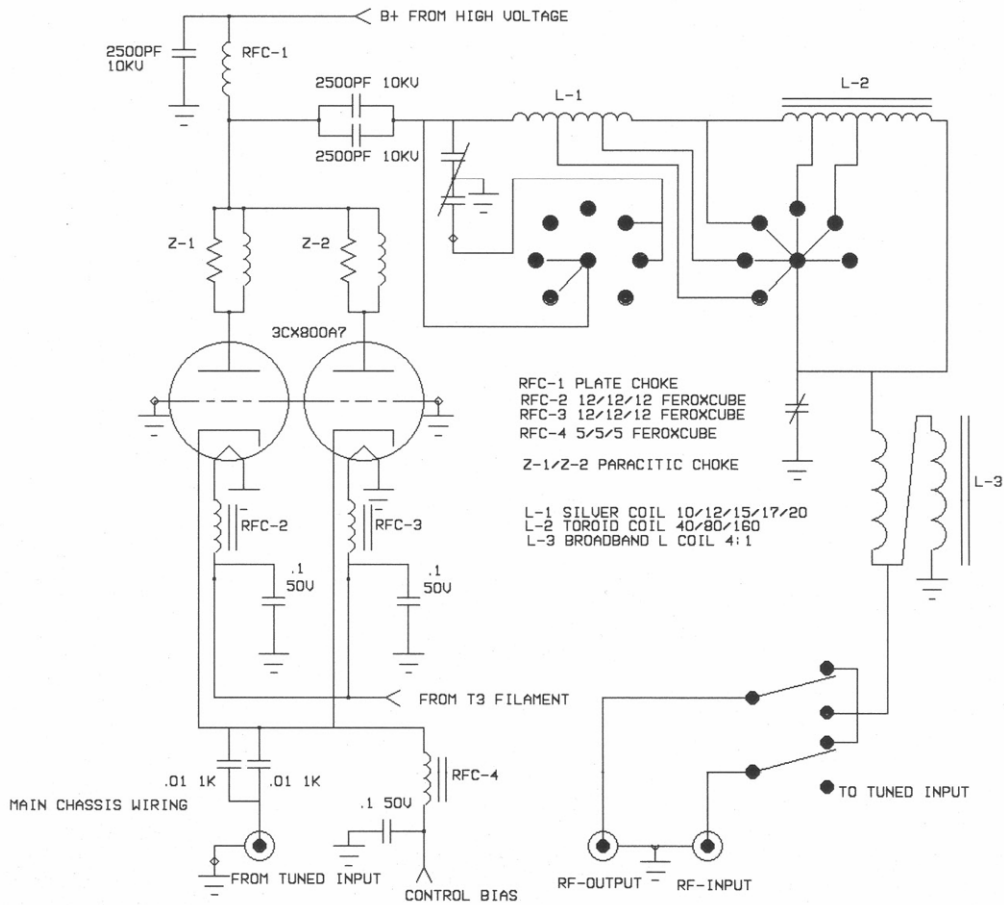 B+ FROM HIGH VOLTAGE
2500PF
10KV
RFC-1
2500PF 10KV
2500PF 10KV
L-1
L-2
Z-1
Z-2
3CX800A7
RFC-1 PLATE CHOKE
RFC-2 12/12/12 FEROXCUBE
RFC-3 12/12/12 FEROXCUBE
RFC-4 5/5/5 FEROXCUBE
Z-1/Z-2 PARACITIC CHOKE
L-1 SILVER COIL 10/12/15/17/20
L-2 TOROID COIL 40/80/160
L-3 BROADBAND L COIL 4:1
L-3
RFC-2
RFC-3
.1
50V
.1
50V
FROM T3 FILAMENT
.01 1K
.01 1K
RFC-4
MAIN CHASSIS WIRING
.1 50V
TO TUNED INPUT
FROM TUNED INPUT
CONTROL BIAS
RF-OUTPUT
RF-INPUT